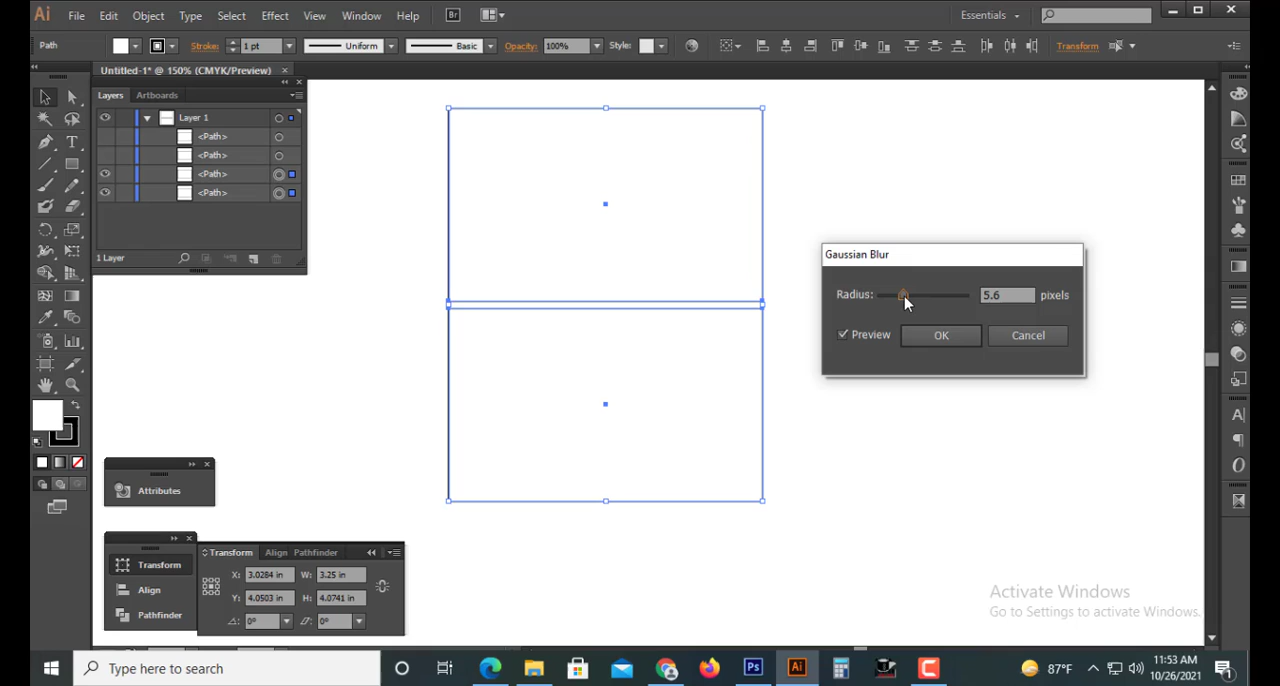 Ai File Edit Object Type Select Effect View Window Help Br Essentials
Path Stroke: 1 pt Uniform Basic Opacity: 100% Style: Transform
Untitled-1* @ 150% (CMYK/Preview)
Layers Artboards
Layer 1
<Path>
<Path>
<Path>
<Path>
1 Layer
Gaussian Blur
Radius: 5.6 pixels
Preview OK Cancel
Attributes
Transform
Align
Pathfinder
Transform Align Pathfinder
X: 3.0284 in W: 3.25 in
Y: 4.0503 in H: 4.0741 in
0° 0°
Activate Windows
Go to Settings to activate Windows.
Type here to search
Ps Ai
87°F
11:53 AM
10/26/2021
1